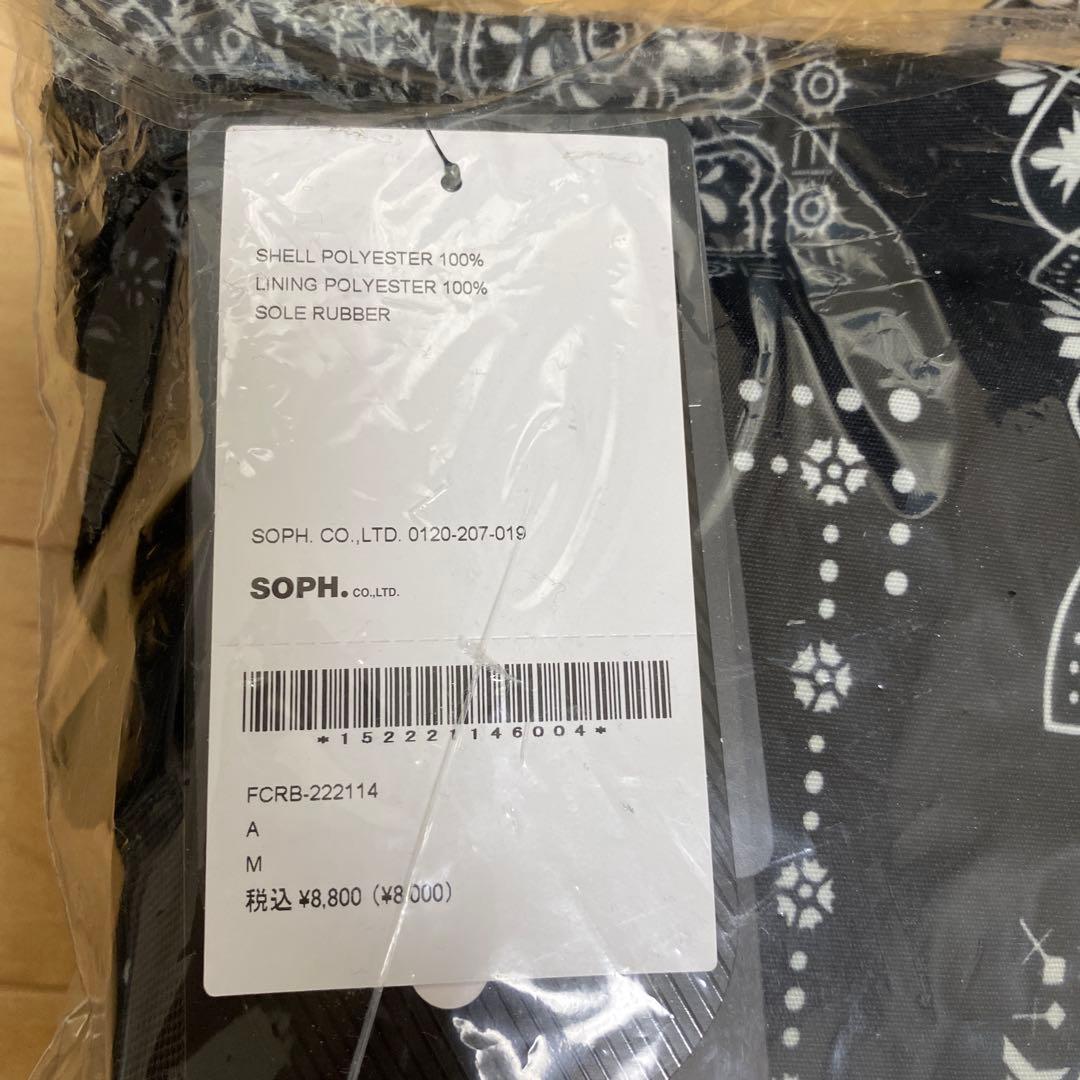 SHELL POLYESTER 100%
LINING POLYESTER 100%
SOLE RUBBER
SOPH. CO.,LTD. 0120-207-019
SOPH. CO.,LTD.
*152221146004*
FCRB-222114
A
M
税込 ¥8,800 (¥8,000)